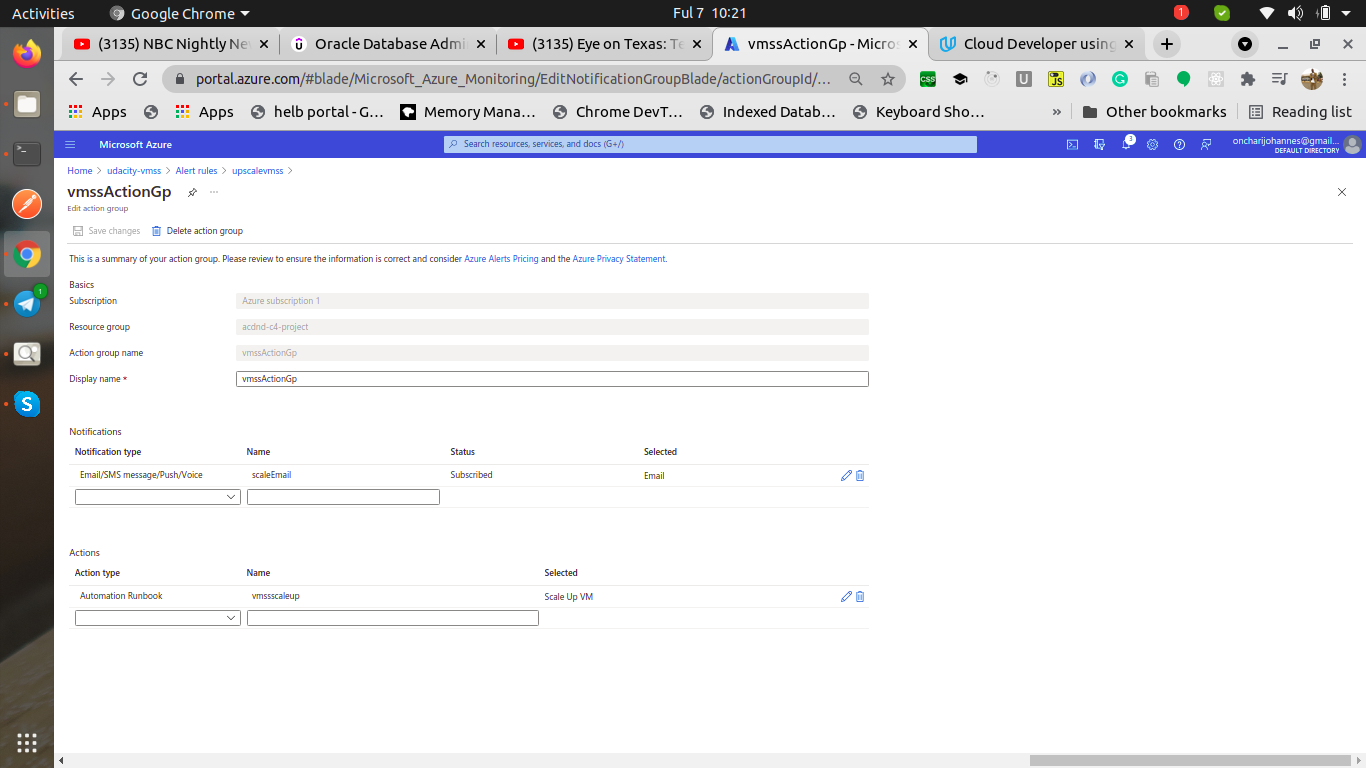 Activities Google Chrome Ful 7 10:21 1
(3135) NBC Nightly Ne Oracle Database Admi (3135) Eye on Texas: Te vmssActionGp - Micros Cloud Developer using
portal.azure.com/#blade/Microsoft_Azure_Monitoring/EditNotificationGroupBlade/actionGroupId/...
Apps Apps helb portal - G... Memory Mana... Chrome DevT... Indexed Datab... Keyboard Sho... » Other bookmarks Reading list
Microsoft Azure Search resources, services, and docs (G+/) 3 oncharijohannes@gmail...
DEFAULT DIRECTORY
Home > udacity-vmss > Alert rules > upscalevmss >
vmssActionGp ...
Edit action group
Save changes Delete action group
This is a summary of your action group. Please review to ensure the information is correct and consider Azure Alerts Pricing and the Azure Privacy Statement.
Basics
Subscription Azure subscription 1
Resource group acdnd-c4-project
Action group name vmssActionGp
Display name * vmssActionGp
Notifications
Notification type Name Status Selected
Email/SMS message/Push/Voice scaleEmail Subscribed Email
Actions
Action type Name Selected
Automation Runbook vmssscaleup Scale Up VM